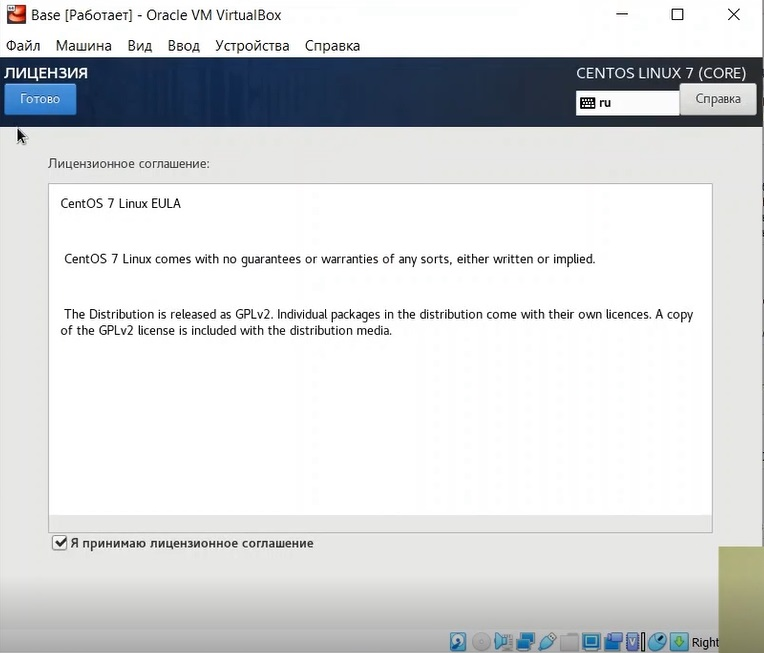 Base [Работает] - Oracle VM VirtualBox
Файл Машина Вид Ввод Устройства Справка
ЛИЦЕНЗИЯ
CENTOS LINUX 7 (CORE)
Готово
ru
Справка
Лицензионное соглашение:
CentOS 7 Linux EULA
CentOS 7 Linux comes with no guarantees or warranties of any sorts, either written or implied.
The Distribution is released as GPLv2. Individual packages in the distribution come with their own licences. A copy
of the GPLv2 license is included with the distribution media.
Я принимаю лицензионное соглашение
Right